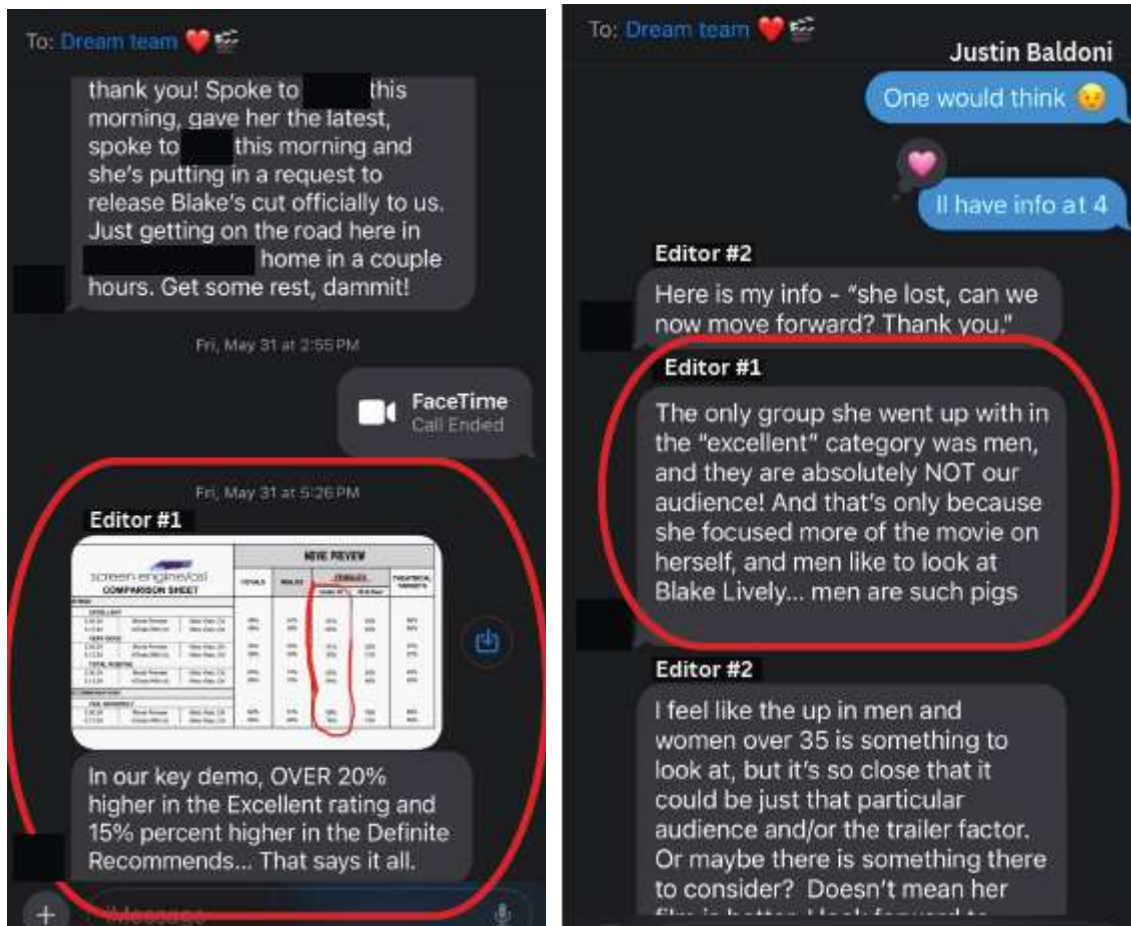 To: Dream team ❤️🎬
thank you! Spoke to this
morning, gave her the latest,
spoke to this morning and
she's putting in a request to
release Blake's cut officially to us.
Just getting on the road here in
home in a couple
hours. Get some rest, dammit!
Fri, May 31 at 2:55 PM
FaceTime
Call Ended
Fri, May 31 at 5:26 PM
Editor #1
MOVIE PREVIEW
screen engine/asi
COMPARISON SHEET
TOTALS
MALES
FEMALES
EXCELLENT
VERY GOOD
TOTAL POSITIVE
In our key demo, OVER 20%
higher in the Excellent rating and
15% percent higher in the Definite
Recommends... That says it all.
iMessage
To: Dream team ❤️🎬
Justin Baldoni
One would think 😉
Il have info at 4
Editor #2
Here is my info - "she lost, can we
now move forward? Thank you."
Editor #1
The only group she went up with in
the "excellent" category was men,
and they are absolutely NOT our
audience! And that's only because
she focused more of the movie on
herself, and men like to look at
Blake Lively... men are such pigs
Editor #2
I feel like the up in men and
women over 35 is something to
look at, but it's so close that it
could be just that particular
audience and/or the trailer factor.
Or maybe there is something there
to consider? Doesn't mean her